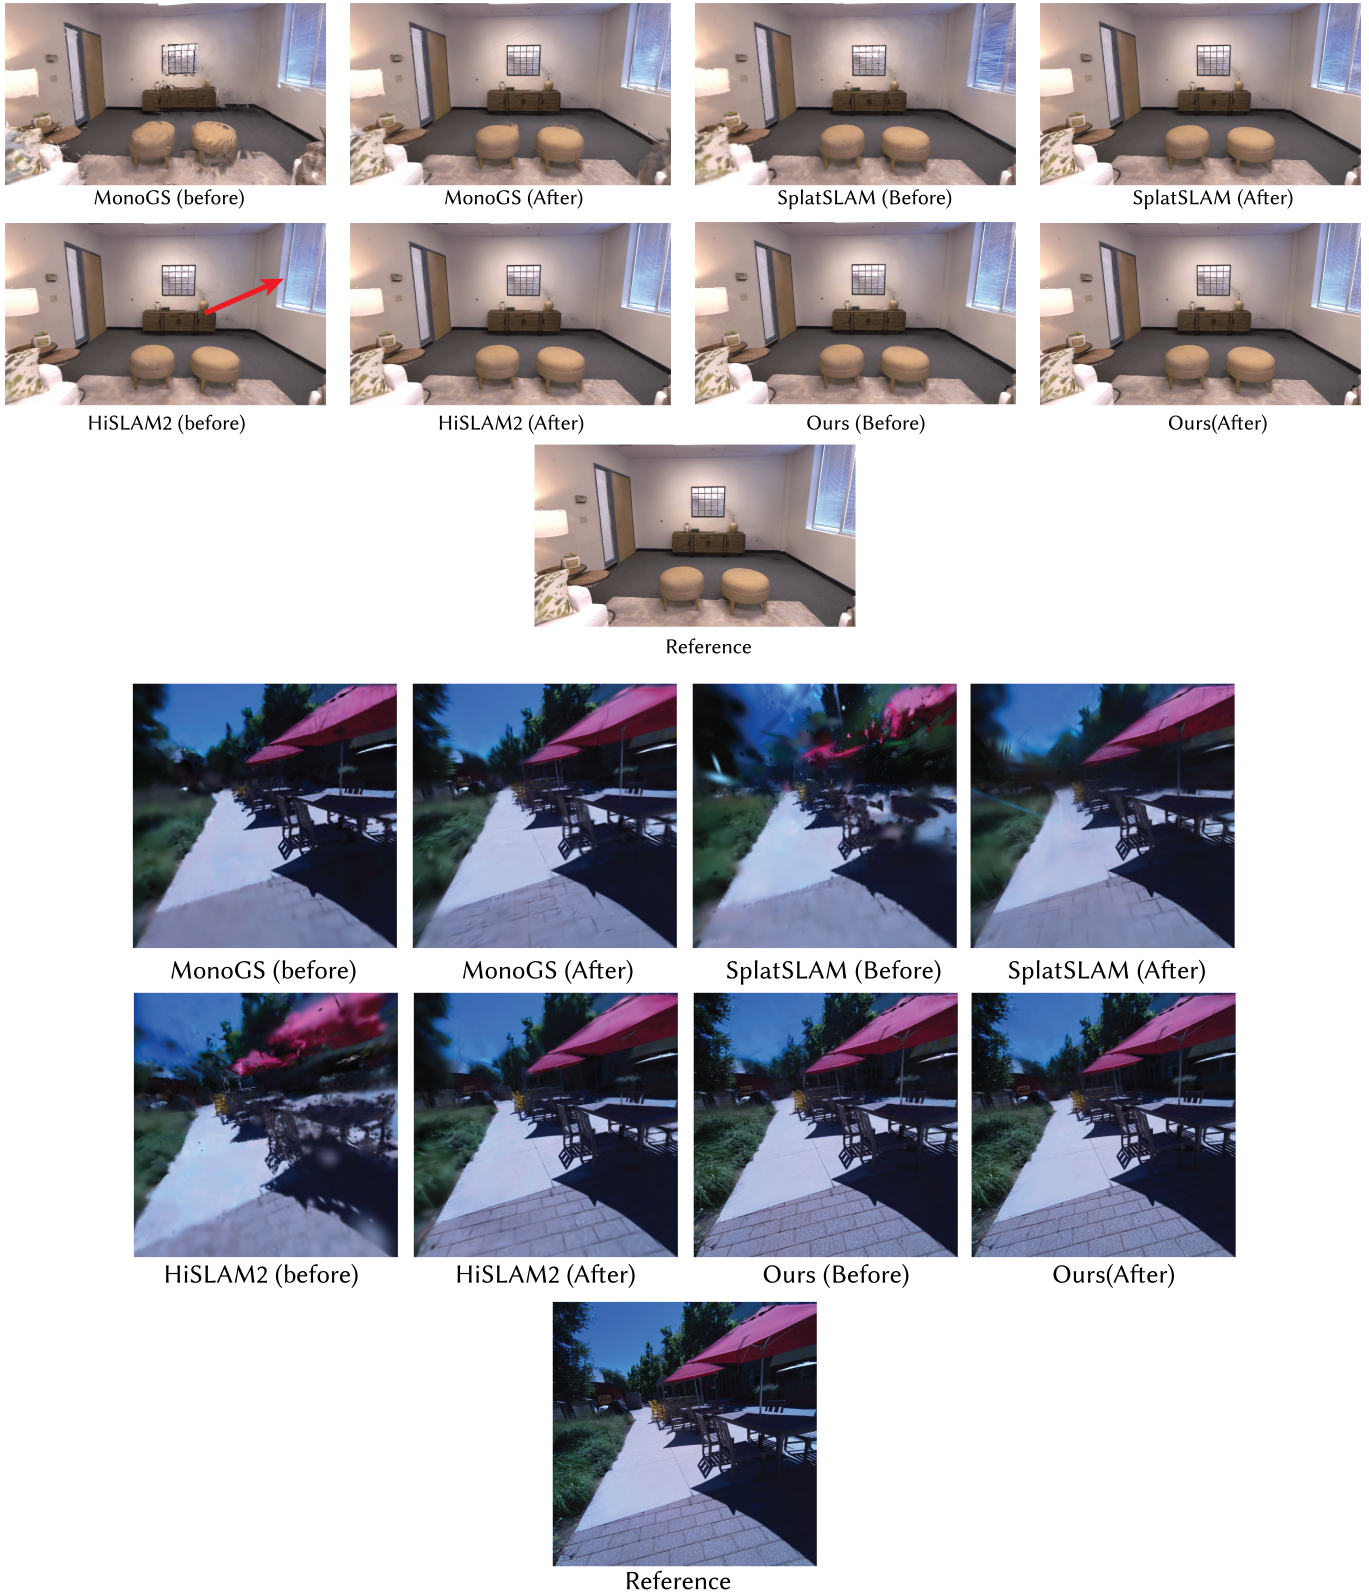 MonoGS (before)
MonoGS (After)
SplatSLAM (Before)
SplatSLAM (After)
HiSLAM2 (before)
HiSLAM2 (After)
Ours (Before)
Ours(After)
Reference
MonoGS (before)
MonoGS (After)
SplatSLAM (Before)
SplatSLAM (After)
HiSLAM2 (before)
HiSLAM2 (After)
Ours (Before)
Ours(After)
Reference